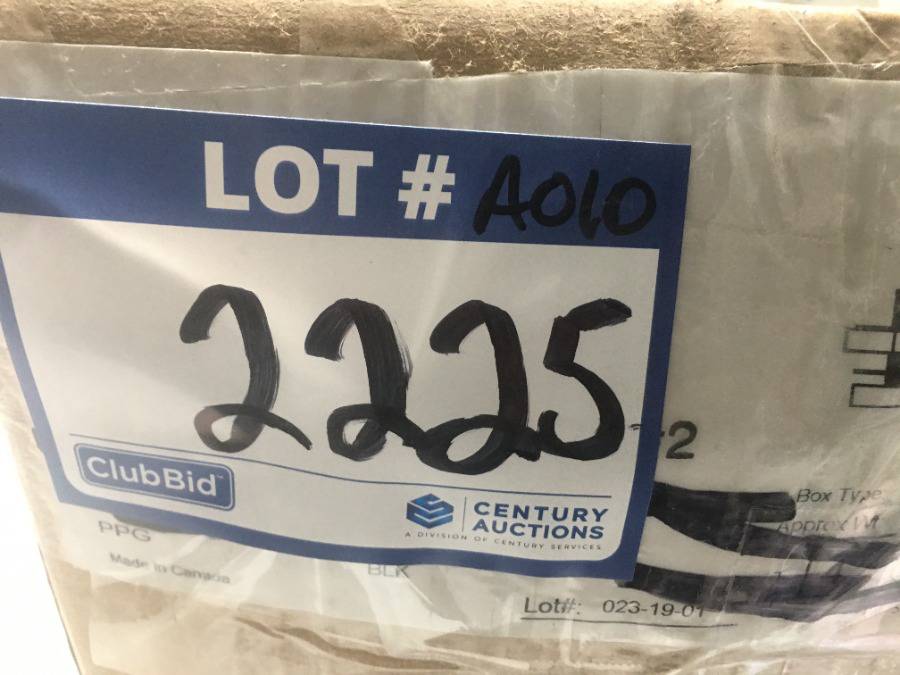 LOT # A010
2225
-2
ClubBid™
CENTURY
AUCTIONS
A DIVISION OF CENTURY SERVICES
Box Type
Approx Wt
PPG
Made in Canada
BLK
Lot#: 023-19-01